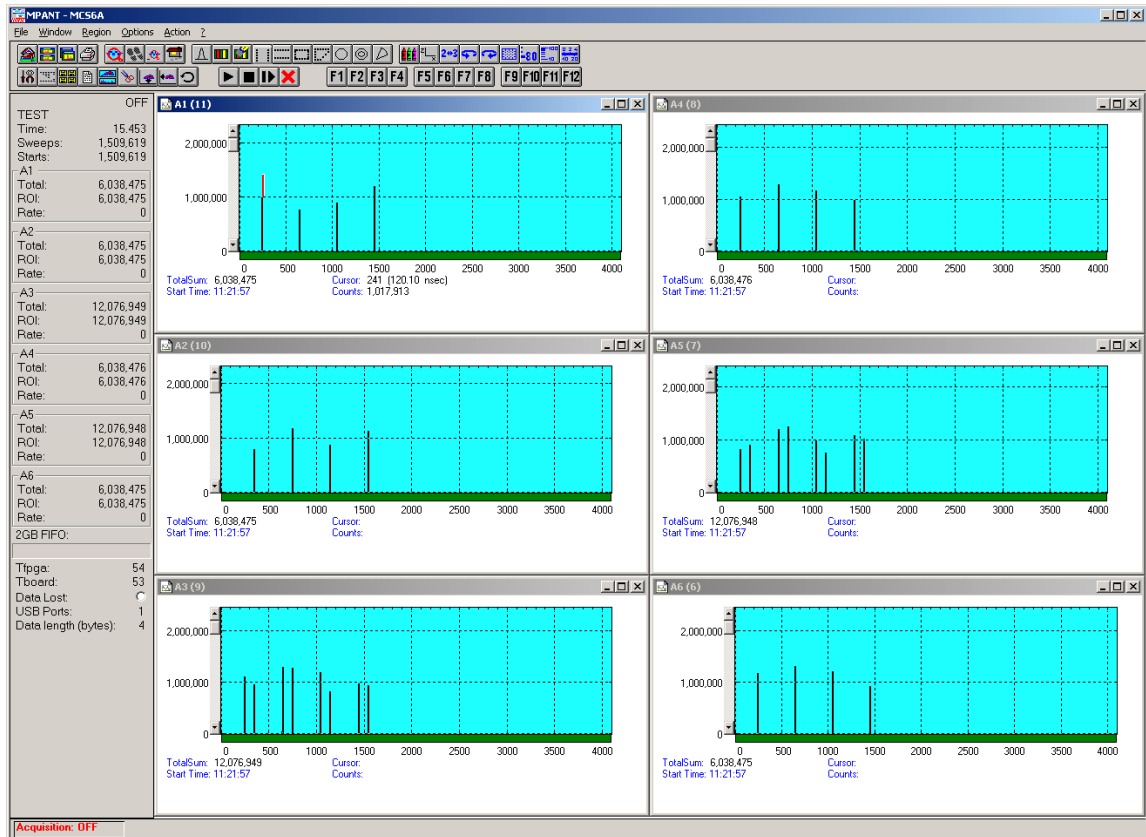 MPANT - MCS6A
File Window Region Options Action ?
F1 F2 F3 F4 F5 F6 F7 F8 F9 F10 F11 F12
OFF
TEST
Time: 15.453
Sweeps: 1,509,619
Starts: 1,509,619
A1
Total: 6,038,475
ROI: 6,038,475
Rate: 0
A2
Total: 6,038,475
ROI: 6,038,475
Rate: 0
A3
Total: 12,076,949
ROI: 12,076,949
Rate: 0
A4
Total: 6,038,476
ROI: 6,038,476
Rate: 0
A5
Total: 12,076,948
ROI: 12,076,948
Rate: 0
A6
Total: 6,038,475
ROI: 6,038,475
Rate: 0
2GB FIFO:
Tfpga: 54
Tboard: 53
Data Lost:
USB Ports: 1
Data length (bytes): 4
A1 (11)
2,000,000
1,000,000
0
0 500 1000 1500 2000 2500 3000 3500 4000
TotalSum: 6,038,475 Cursor: 241 (120.10 nsec)
Start Time: 11:21:57 Counts: 1,017,913
A4 (8)
2,000,000
1,000,000
0
0 500 1000 1500 2000 2500 3000 3500 4000
TotalSum: 6,038,476 Cursor:
Start Time: 11:21:57 Counts:
A2 (10)
2,000,000
1,000,000
0
0 500 1000 1500 2000 2500 3000 3500 4000
TotalSum: 6,038,475 Cursor:
Start Time: 11:21:57 Counts:
A5 (7)
2,000,000
1,000,000
0
0 500 1000 1500 2000 2500 3000 3500 4000
TotalSum: 12,076,948 Cursor:
Start Time: 11:21:57 Counts:
A3 (9)
2,000,000
1,000,000
0
0 500 1000 1500 2000 2500 3000 3500 4000
TotalSum: 12,076,949 Cursor:
Start Time: 11:21:57 Counts:
A6 (6)
2,000,000
1,000,000
0
0 500 1000 1500 2000 2500 3000 3500 4000
TotalSum: 6,038,475 Cursor:
Start Time: 11:21:57 Counts:
Acquisition: OFF